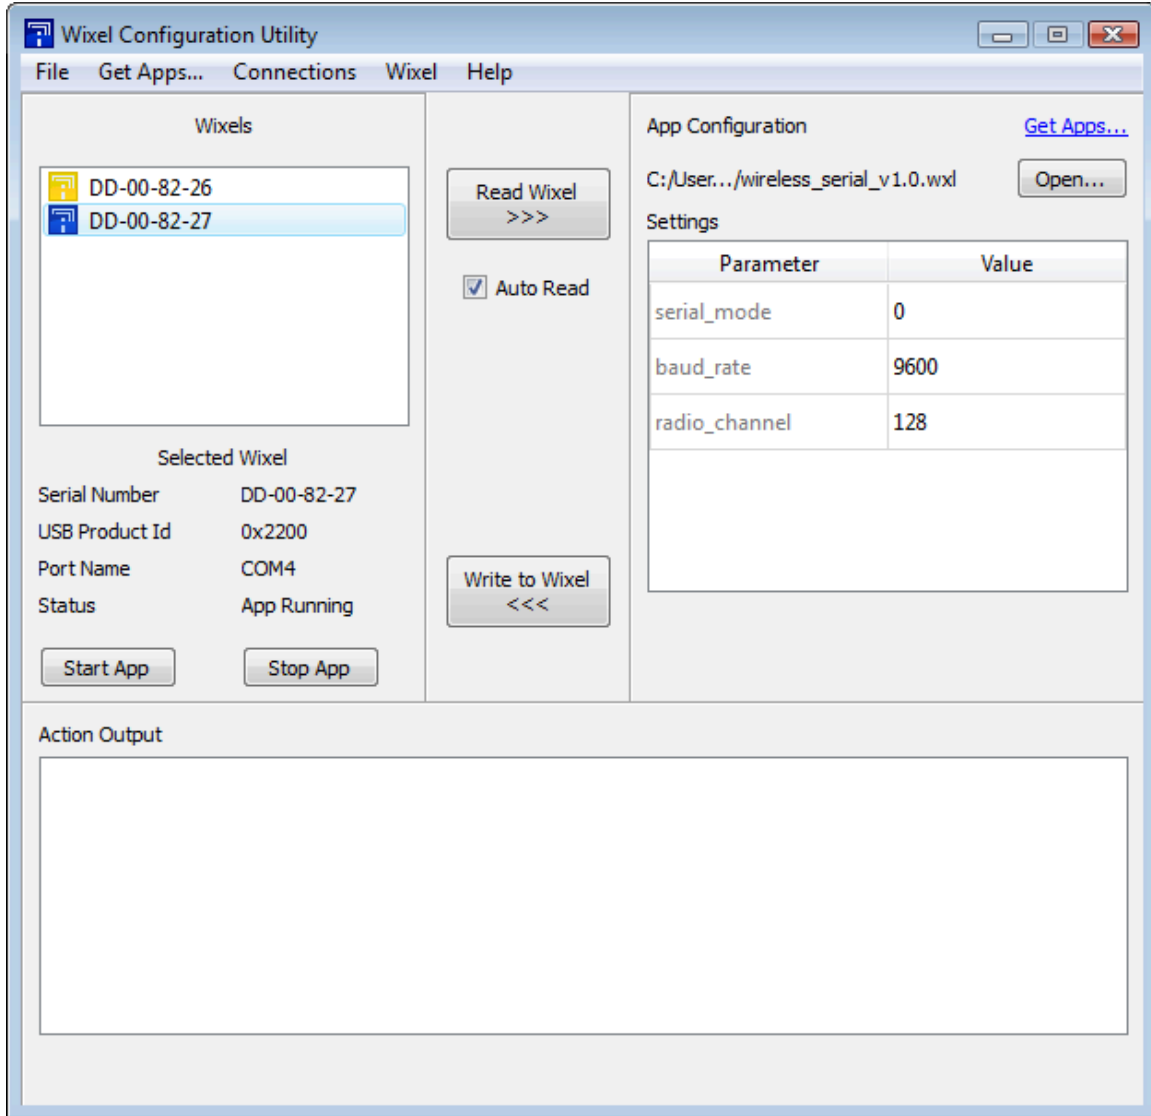 Wixel Configuration Utility
File Get Apps... Connections Wixel Help
Wixels
DD-00-82-26
DD-00-82-27
Selected Wixel
Serial Number DD-00-82-27
USB Product Id 0x2200
Port Name COM4
Status App Running
Start App Stop App
Read Wixel
>>>
Auto Read
Write to Wixel
<<<
App Configuration Get Apps...
C:/User.../wireless_serial_v1.0.wxl Open...
Settings
Parameter Value
serial_mode 0
baud_rate 9600
radio_channel 128
Action Output